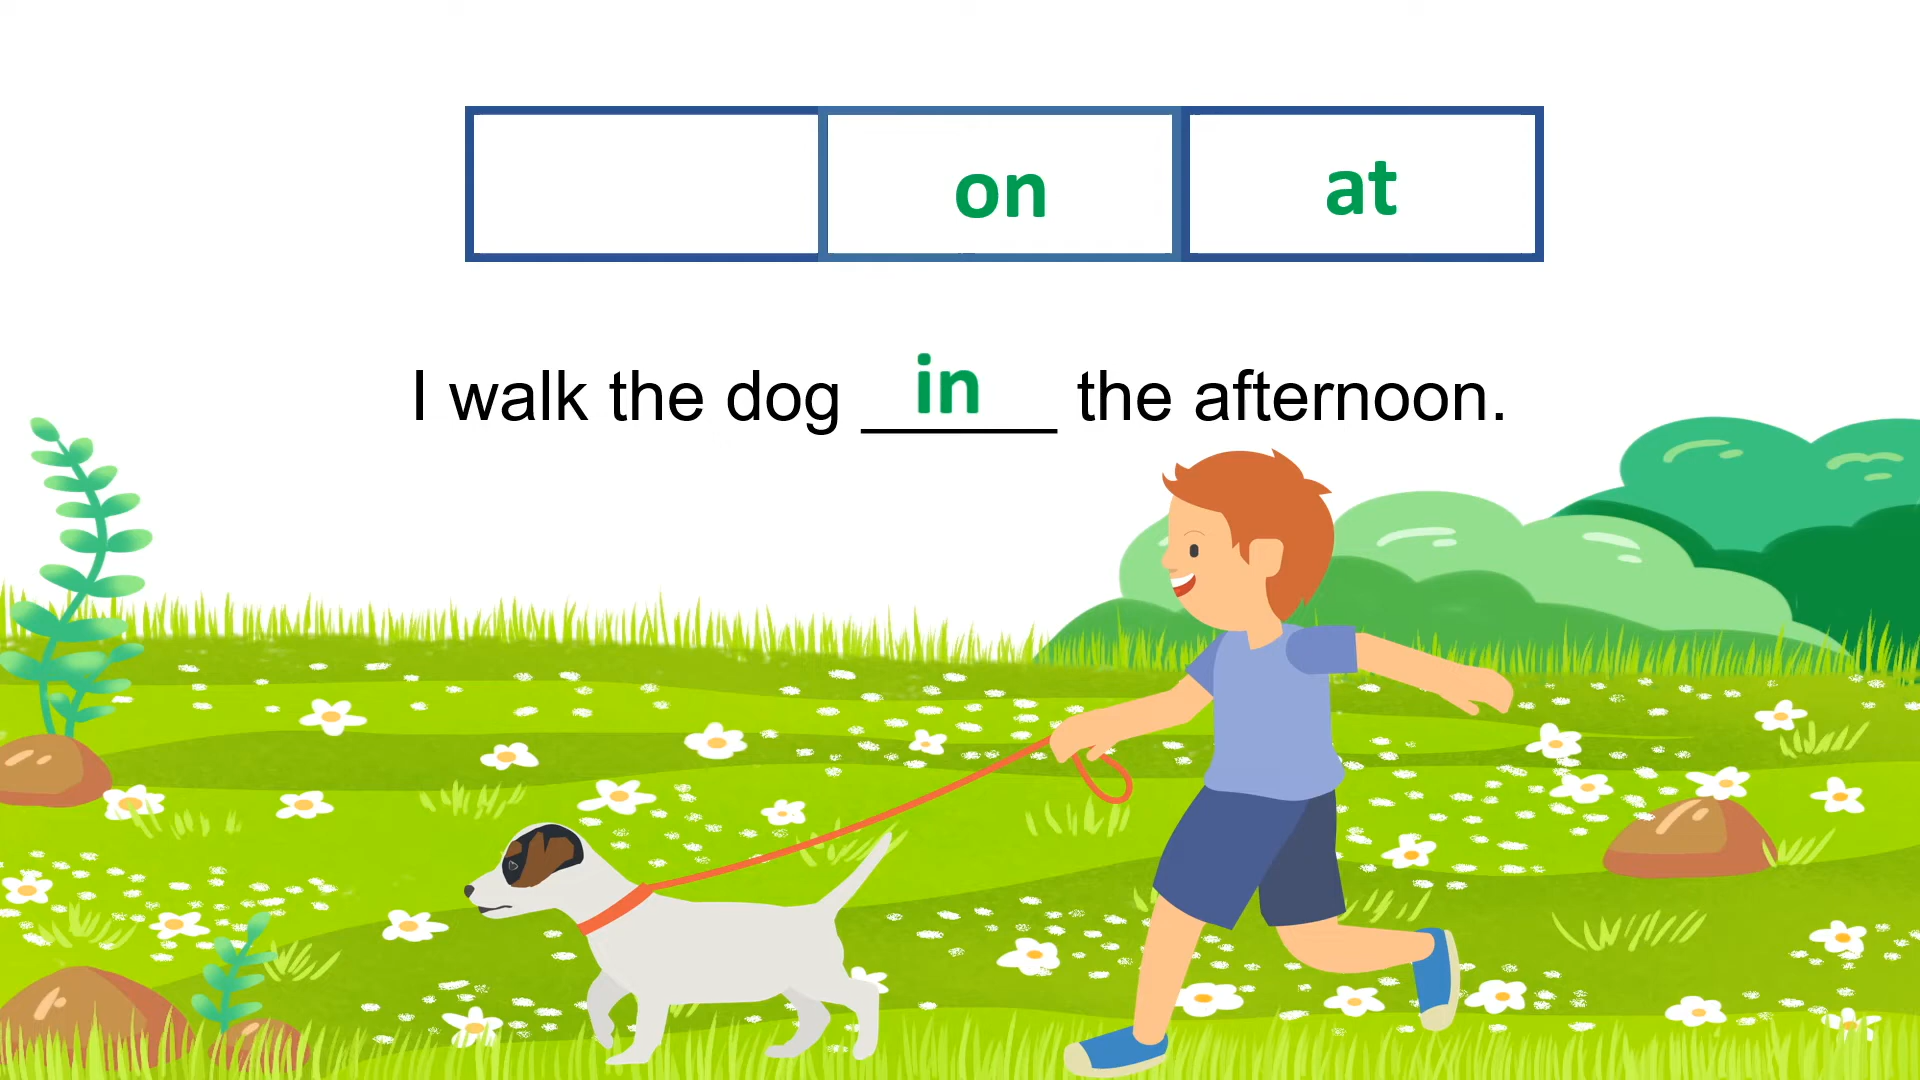 on at
I walk the dog in the afternoon.